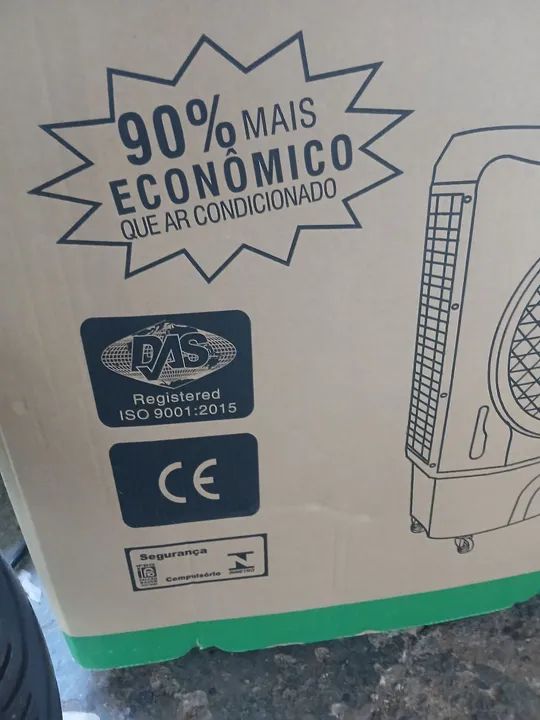 90% MAIS
ECONÔMICO
QUE AR CONDICIONADO
DAS
Registered
ISO 9001:2015
CE
Segurança
Compulsório